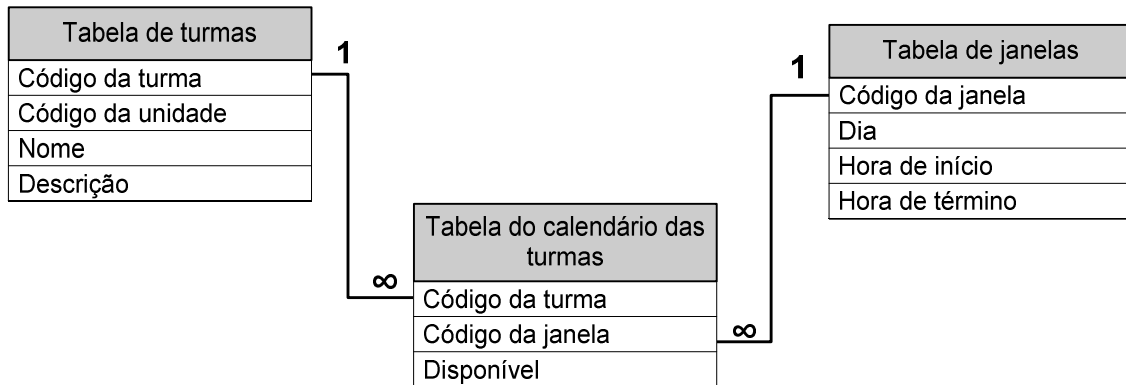 Tabela de turmas
Código da turma
Código da unidade
Nome
Descrição
1
1
Tabela de janelas
Código da janela
Dia
Hora de início
Hora de término
Tabela do calendário das
turmas
Código da turma
Código da janela
Disponível
∞
∞